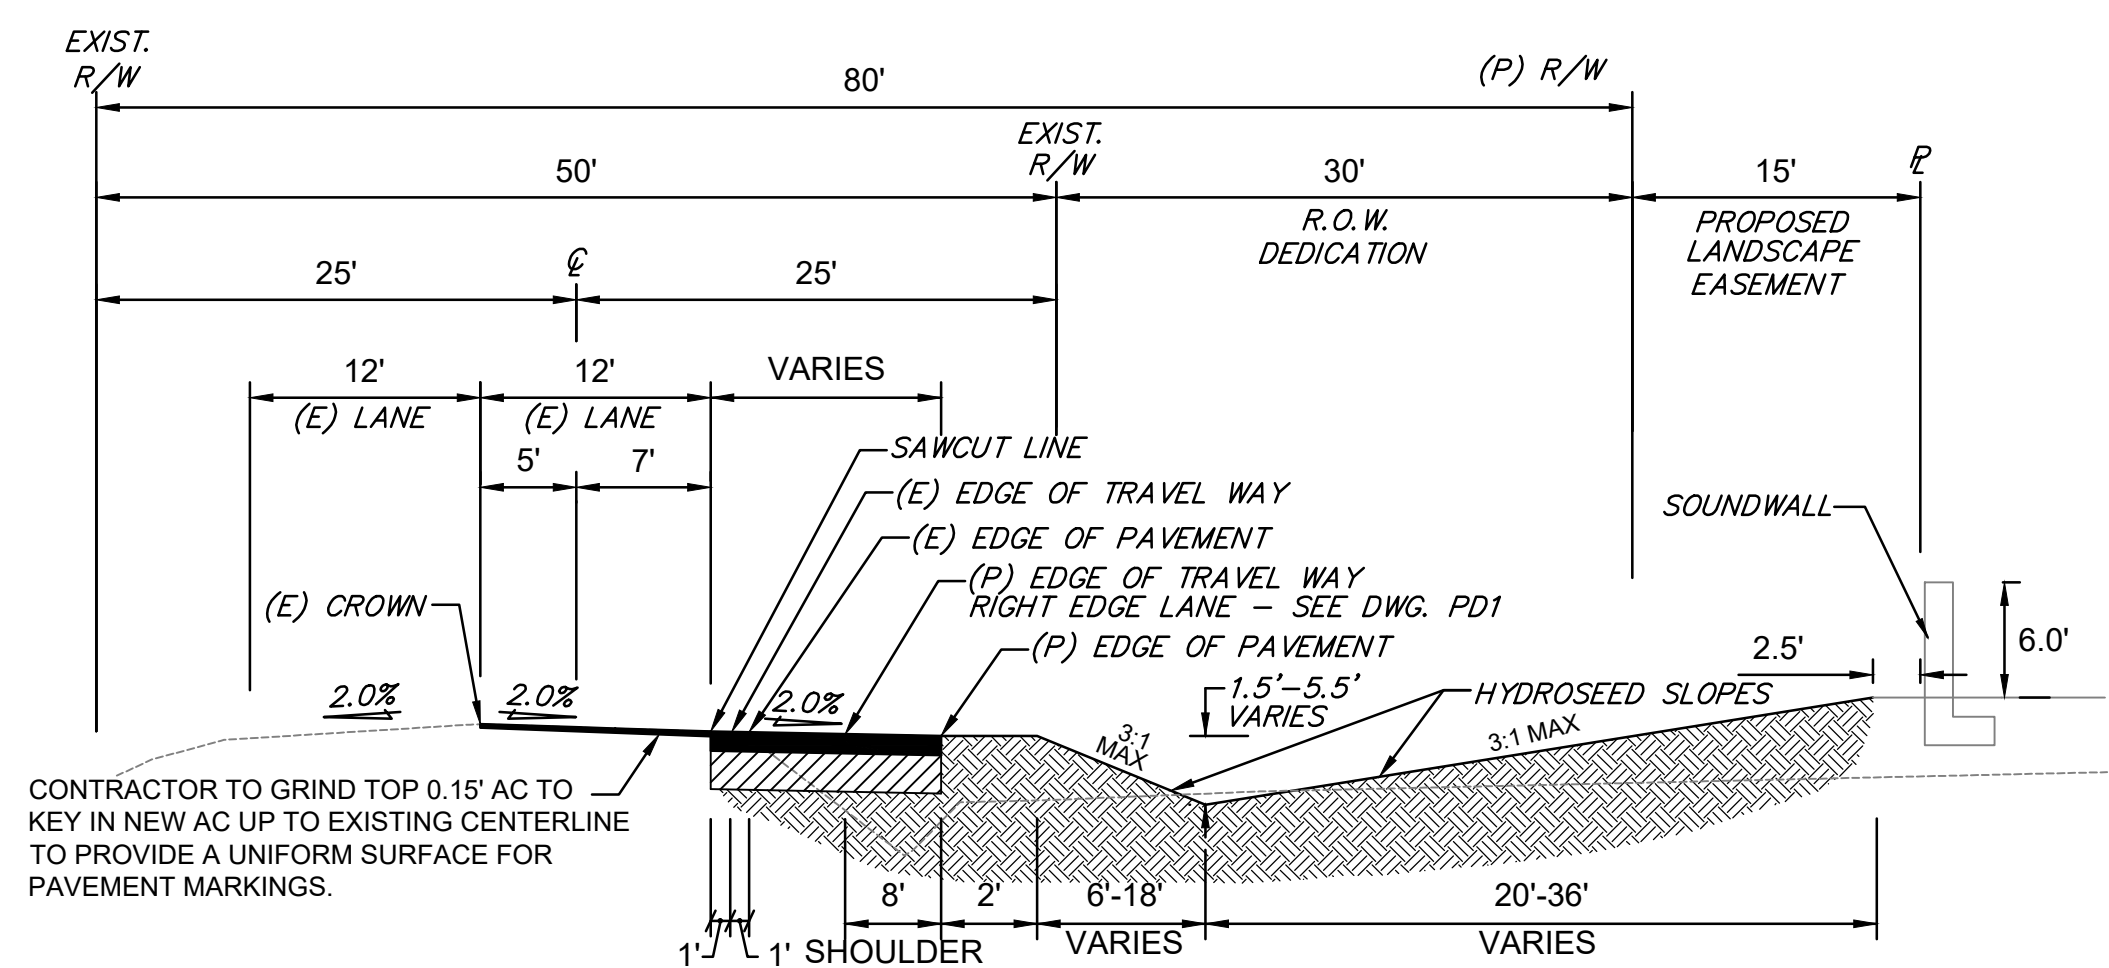 EXIST.
R/W
80'
(P) R/W
EXIST.
R/W
50'
30'
15'
℄
R.O.W.
DEDICATION
PROPOSED
LANDSCAPE
EASEMENT
25'
℄
25'
12'
12'
VARIES
(E) LANE
(E) LANE
5'
7'
SAWCUT LINE
(E) EDGE OF TRAVEL WAY
(E) EDGE OF PAVEMENT
(P) EDGE OF TRAVEL WAY
RIGHT EDGE LANE – SEE DWG. PD1
(P) EDGE OF PAVEMENT
SOUNDWALL
(E) CROWN
2.5'
6.0'
2.0%
2.0%
2.0%
1.5'-5.5'
VARIES
HYDROSEED SLOPES
3:1
MAX
3:1 MAX
CONTRACTOR TO GRIND TOP 0.15' AC TO
KEY IN NEW AC UP TO EXISTING CENTERLINE
TO PROVIDE A UNIFORM SURFACE FOR
PAVEMENT MARKINGS.
8'
2'
6'-18'
20'-36'
1'
1'
SHOULDER
VARIES
VARIES